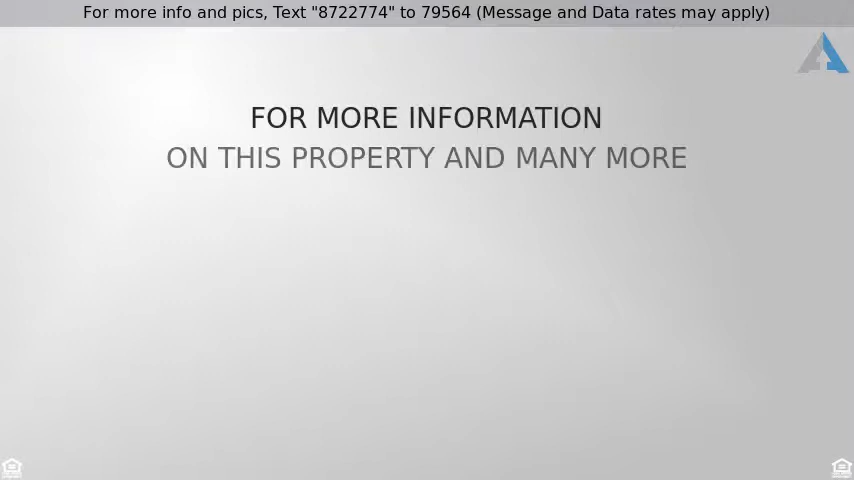 For more info and pics, Text "8722774" to 79564 (Message and Data rates may apply)
FOR MORE INFORMATION
ON THIS PROPERTY AND MANY MORE